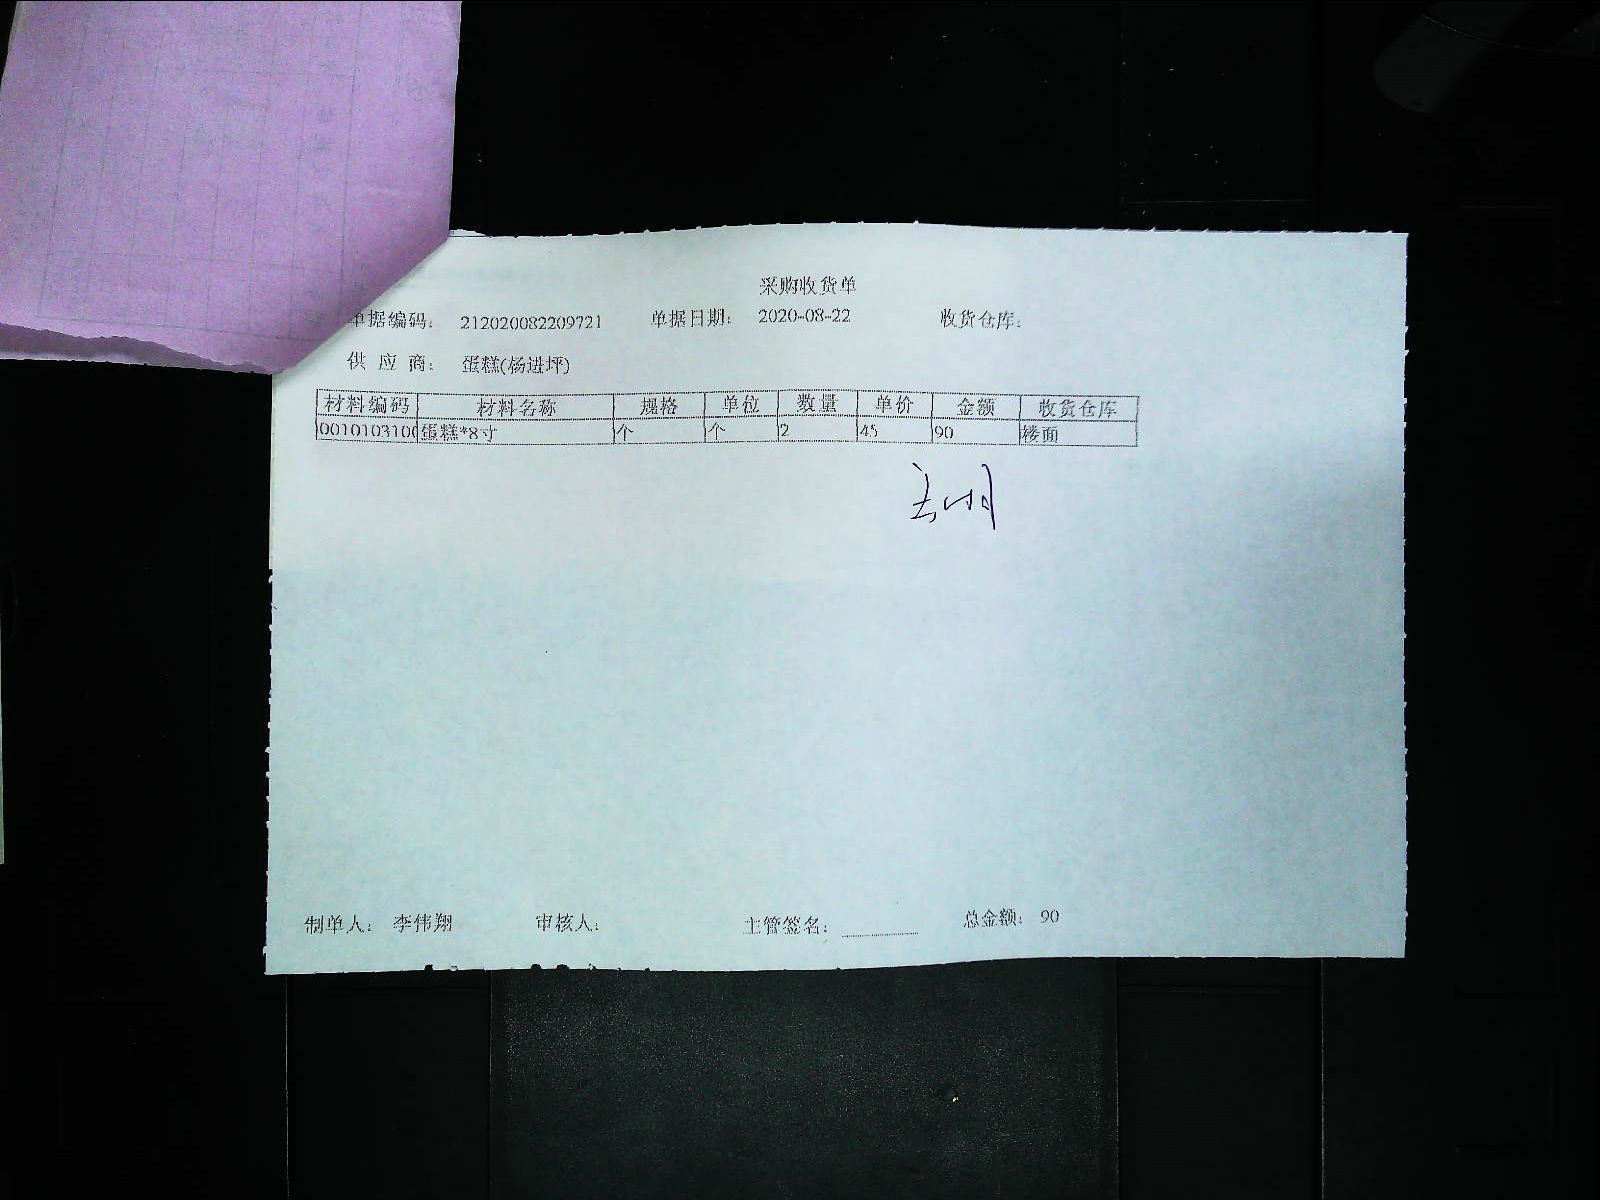 采购收货单
单据编码: 212020082209721 单据日期: 2020-08-22 收货仓库:
供应商: 蛋糕(杨进坪)
材料编码 材料名称 规格 单位 数量 单价 金额 收货仓库
0010103100 蛋糕*8寸 个 个 2 45 90 楼面
制单人: 李伟翔 审核人: 主管签名: 总金额: 90